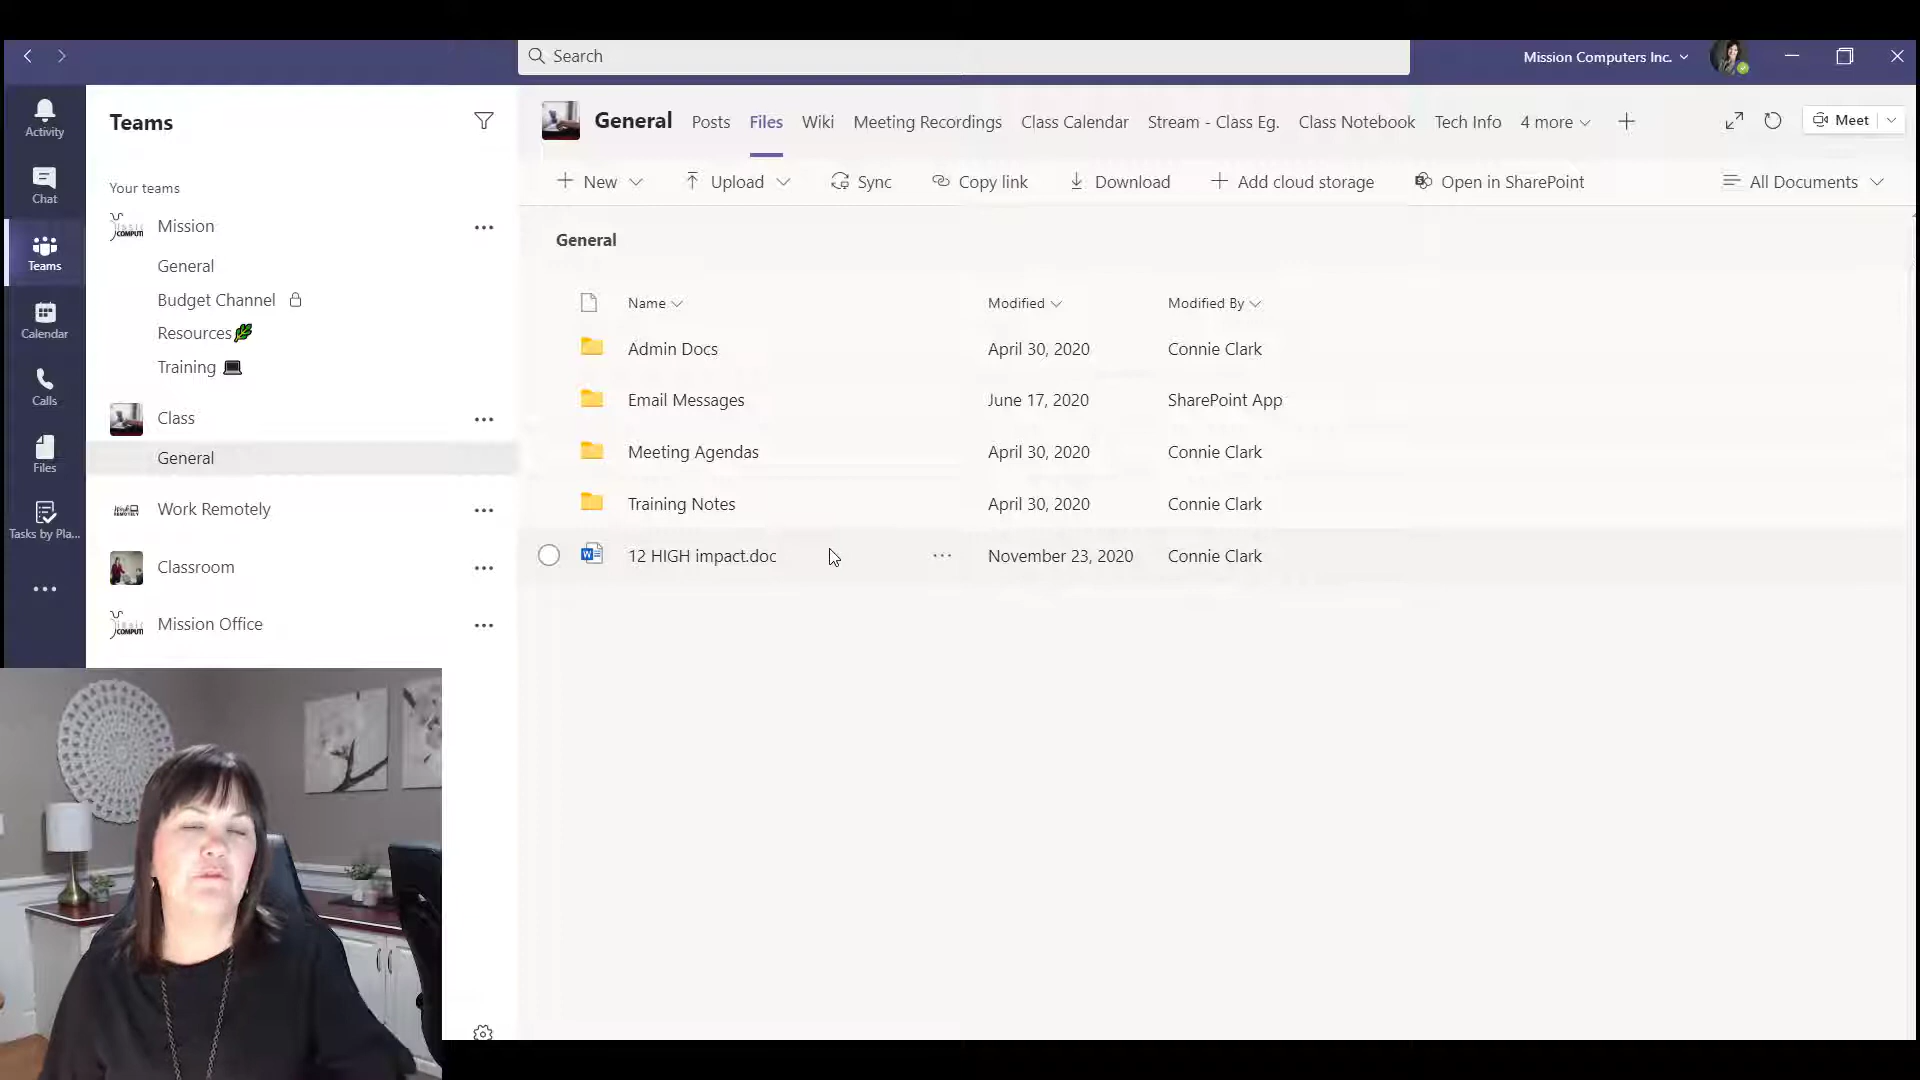 Search
Mission Computers Inc.
Activity
Chat
Teams
Calendar
Calls
Files
Tasks by Pla...
Teams
Your teams
Mission
General
Budget Channel
Resources
Training
Class
General
Work Remotely
Classroom
Mission Office
General Posts Files Wiki Meeting Recordings Class Calendar Stream - Class Eg. Class Notebook Tech Info 4 more
Meet
New Upload Sync Copy link Download Add cloud storage Open in SharePoint All Documents
General
Name Modified Modified By
Admin Docs April 30, 2020 Connie Clark
Email Messages June 17, 2020 SharePoint App
Meeting Agendas April 30, 2020 Connie Clark
Training Notes April 30, 2020 Connie Clark
12 HIGH impact.doc November 23, 2020 Connie Clark